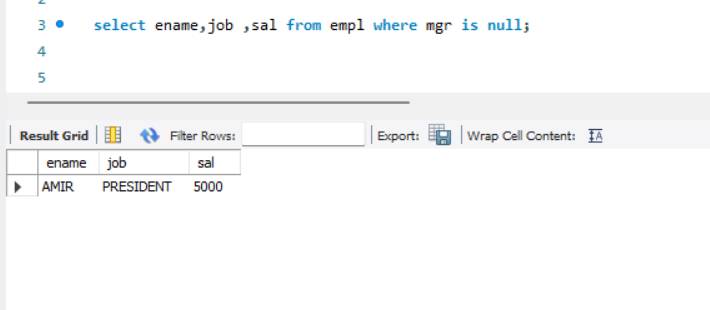 2
3 select ename,job ,sal from empl where mgr is null;
4
5
Result Grid Filter Rows: Export: Wrap Cell Content: IA
ename job sal
AMIR PRESIDENT 5000